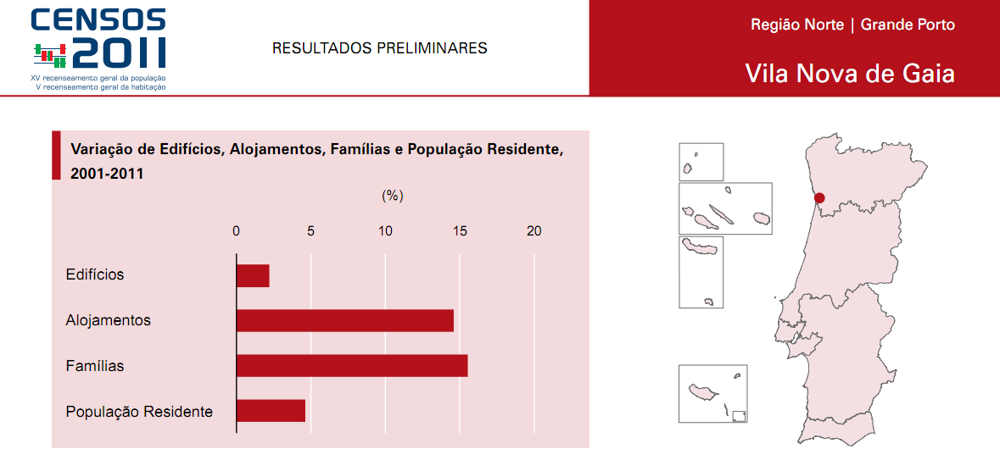 CENSOS
2011
XV recenseamento geral da população
V recenseamento geral da habitação
RESULTADOS PRELIMINARES
Região Norte | Grande Porto
Vila Nova de Gaia
Variação de Edifícios, Alojamentos, Famílias e População Residente,
2001-2011
(%)
0 5 10 15 20
Edifícios
Alojamentos
Famílias
População Residente